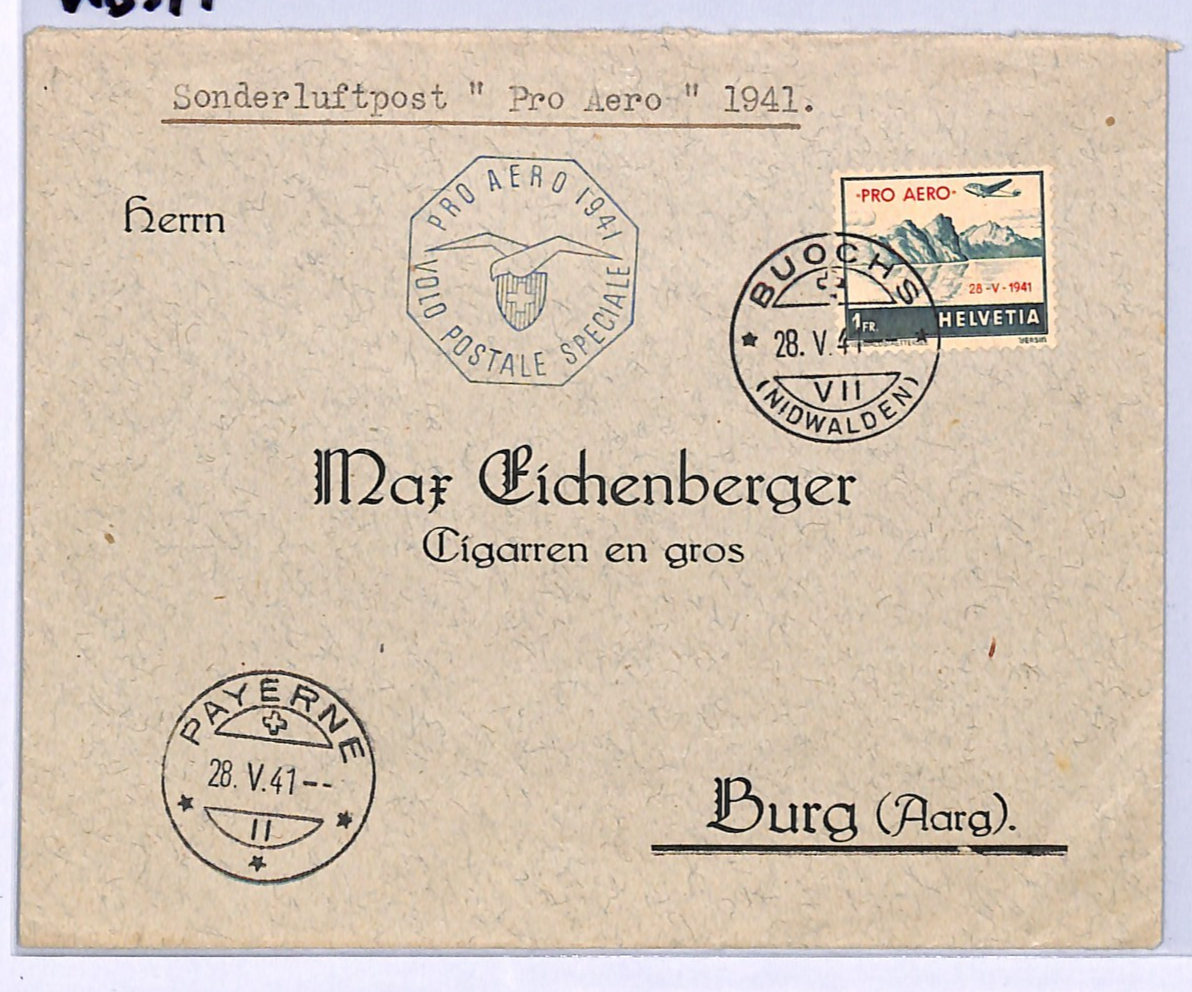 Sonderluftpost " Pro Aero " 1941.
Herrn
PRO AERO 1941
VOLO POSTALE SPECIALE
·PRO AERO·
28-V-1941
1 FR.
HELVETIA
BUOCHS
28. V. 41
VII
(NIDWALDEN)
Max Eichenberger
Cigarren en gros
PAYERNE
28. V. 41--
II
Burg (Aarg).